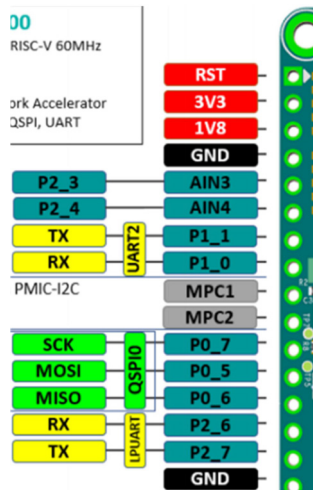 00
RISC-V 60MHz
ork Accelerator
QSPI, UART
RST
3V3
1V8
GND
P2_3 AIN3
P2_4 AIN4
TX UART2 P1_1
RX P1_0
PMIC-I2C MPC1
MPC2
SCK QSPI0 P0_7
MOSI P0_5
MISO P0_6
RX LPUART P2_6
TX P2_7
GND